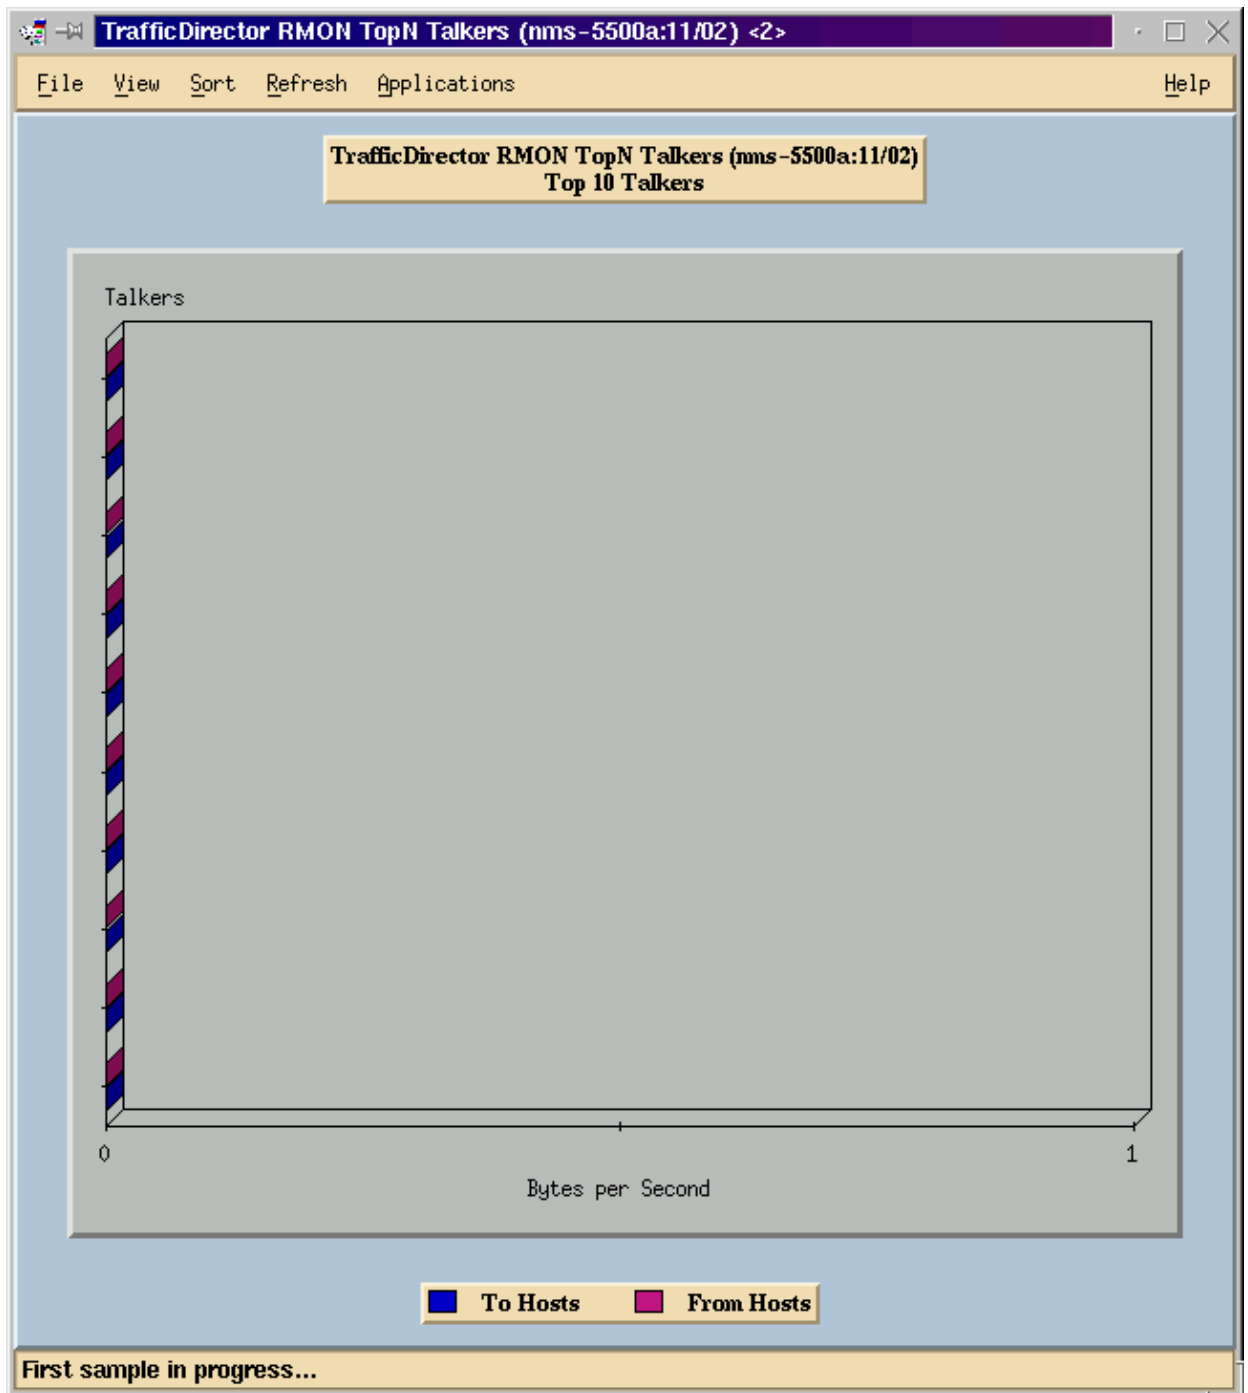 TrafficDirector RMON TopN Talkers (nms-5500a:11/02) <2>
File View Sort Refresh Applications Help
TrafficDirector RMON TopN Talkers (nms-5500a:11/02)
Top 10 Talkers
Talkers
0 1
Bytes per Second
To Hosts From Hosts
First sample in progress...